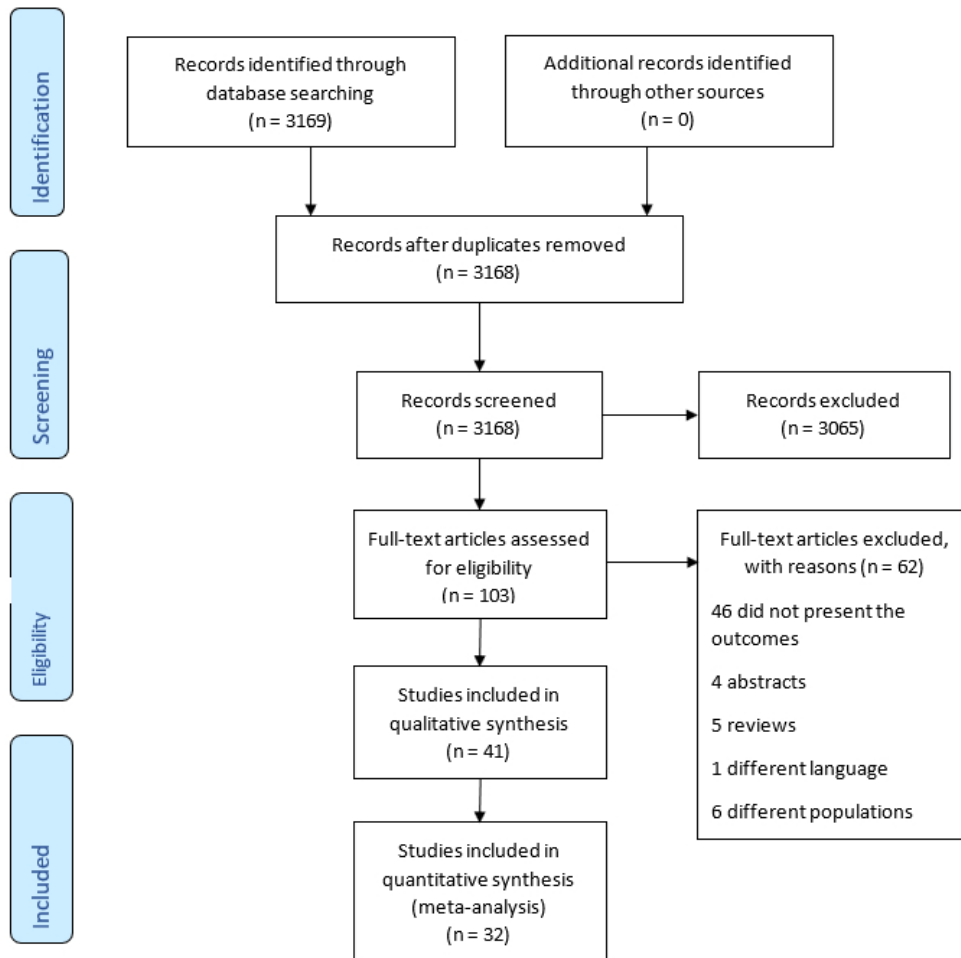 Identification
Records identified through
database searching
(n = 3169)
Additional records identified
through other sources
(n = 0)
Records after duplicates removed
(n = 3168)
Screening
Records screened
(n = 3168)
Records excluded
(n = 3065)
Eligibility
Full-text articles assessed
for eligibility
(n = 103)
Full-text articles excluded,
with reasons (n = 62)
46 did not present the
outcomes
4 abstracts
5 reviews
1 different language
6 different populations
Studies included in
qualitative synthesis
(n = 41)
Included
Studies included in
quantitative synthesis
(meta-analysis)
(n = 32)